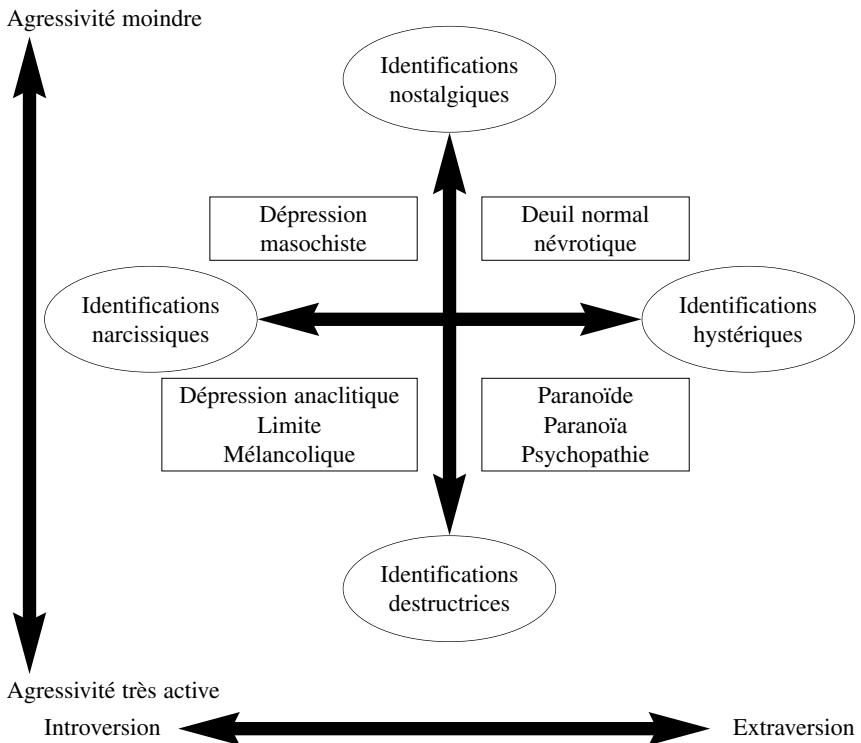 Agressivité moindre
Identifications
nostalgiques
Dépression
masochiste
Deuil normal
névrotique
Identifications
narcissiques
Identifications
hystériques
Dépression anaclitique
Limite
Mélancolique
Paranoïde
Paranoïa
Psychopathie
Identifications
destructrices
Agressivité très active
Introversion
Extraversion